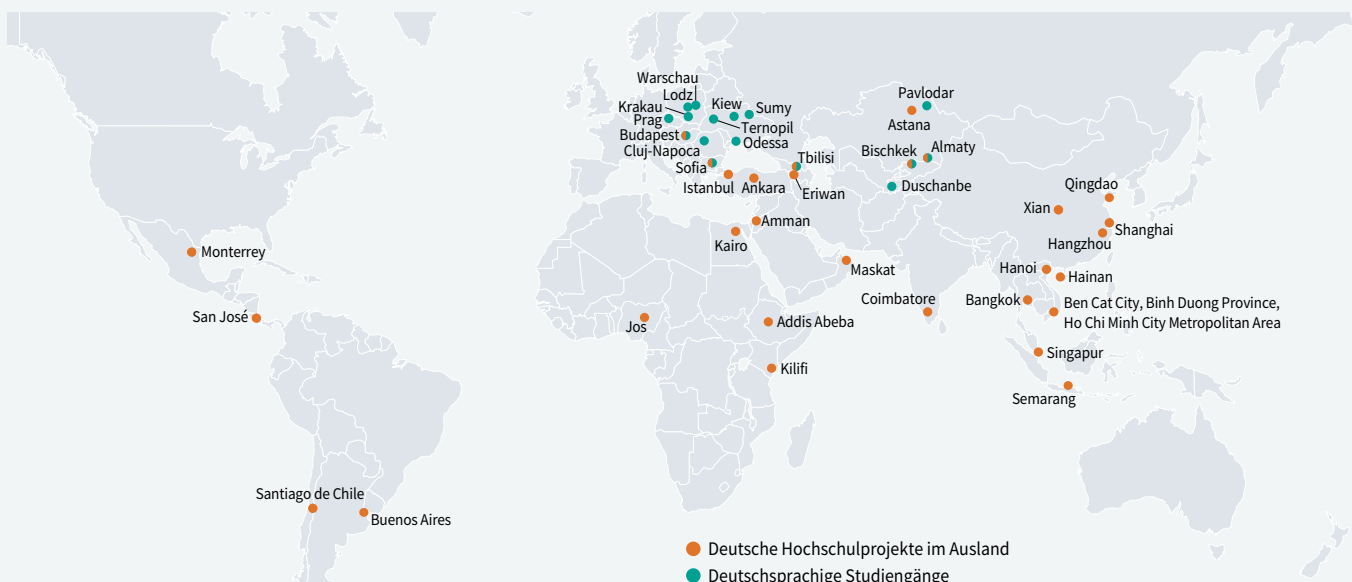 Warschau
Lodz
Krakau
Kiew
Sumy
Prag
Ternopil
Budapest
Odessa
Cluj-Napoca
Sofia
Tbilisi
Istanbul
Ankara
Eriwan
Pavlodar
Astana
Bischkek
Almaty
Duschanbe
Qingdao
Xian
Shanghai
Hangzhou
Amman
Kairo
Monterrey
Maskat
Hanoi
Hainan
Coimbatore
Bangkok
Ben Cat City, Binh Duong Province,
Ho Chi Minh City Metropolitan Area
San José
Jos
Addis Abeba
Singapur
Kilifi
Semarang
Santiago de Chile
Buenos Aires
Deutsche Hochschulprojekte im Ausland
Deutschsprachige Studiengänge